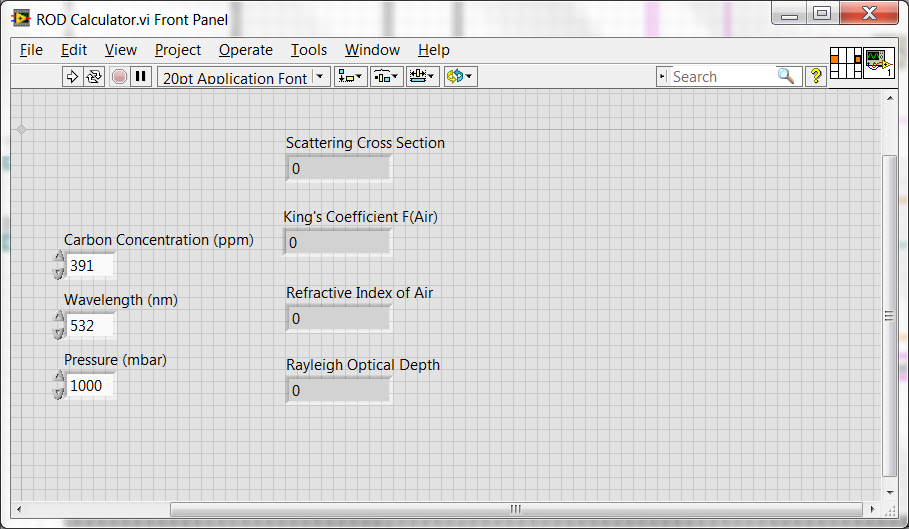 ROD Calculator.vi Front Panel
File Edit View Project Operate Tools Window Help
20pt Application Font Search ? 1
Scattering Cross Section
0
King's Coefficient F(Air)
0
Carbon Concentration (ppm)
391
Refractive Index of Air
0
Wavelength (nm)
532
Pressure (mbar)
1000
Rayleigh Optical Depth
0